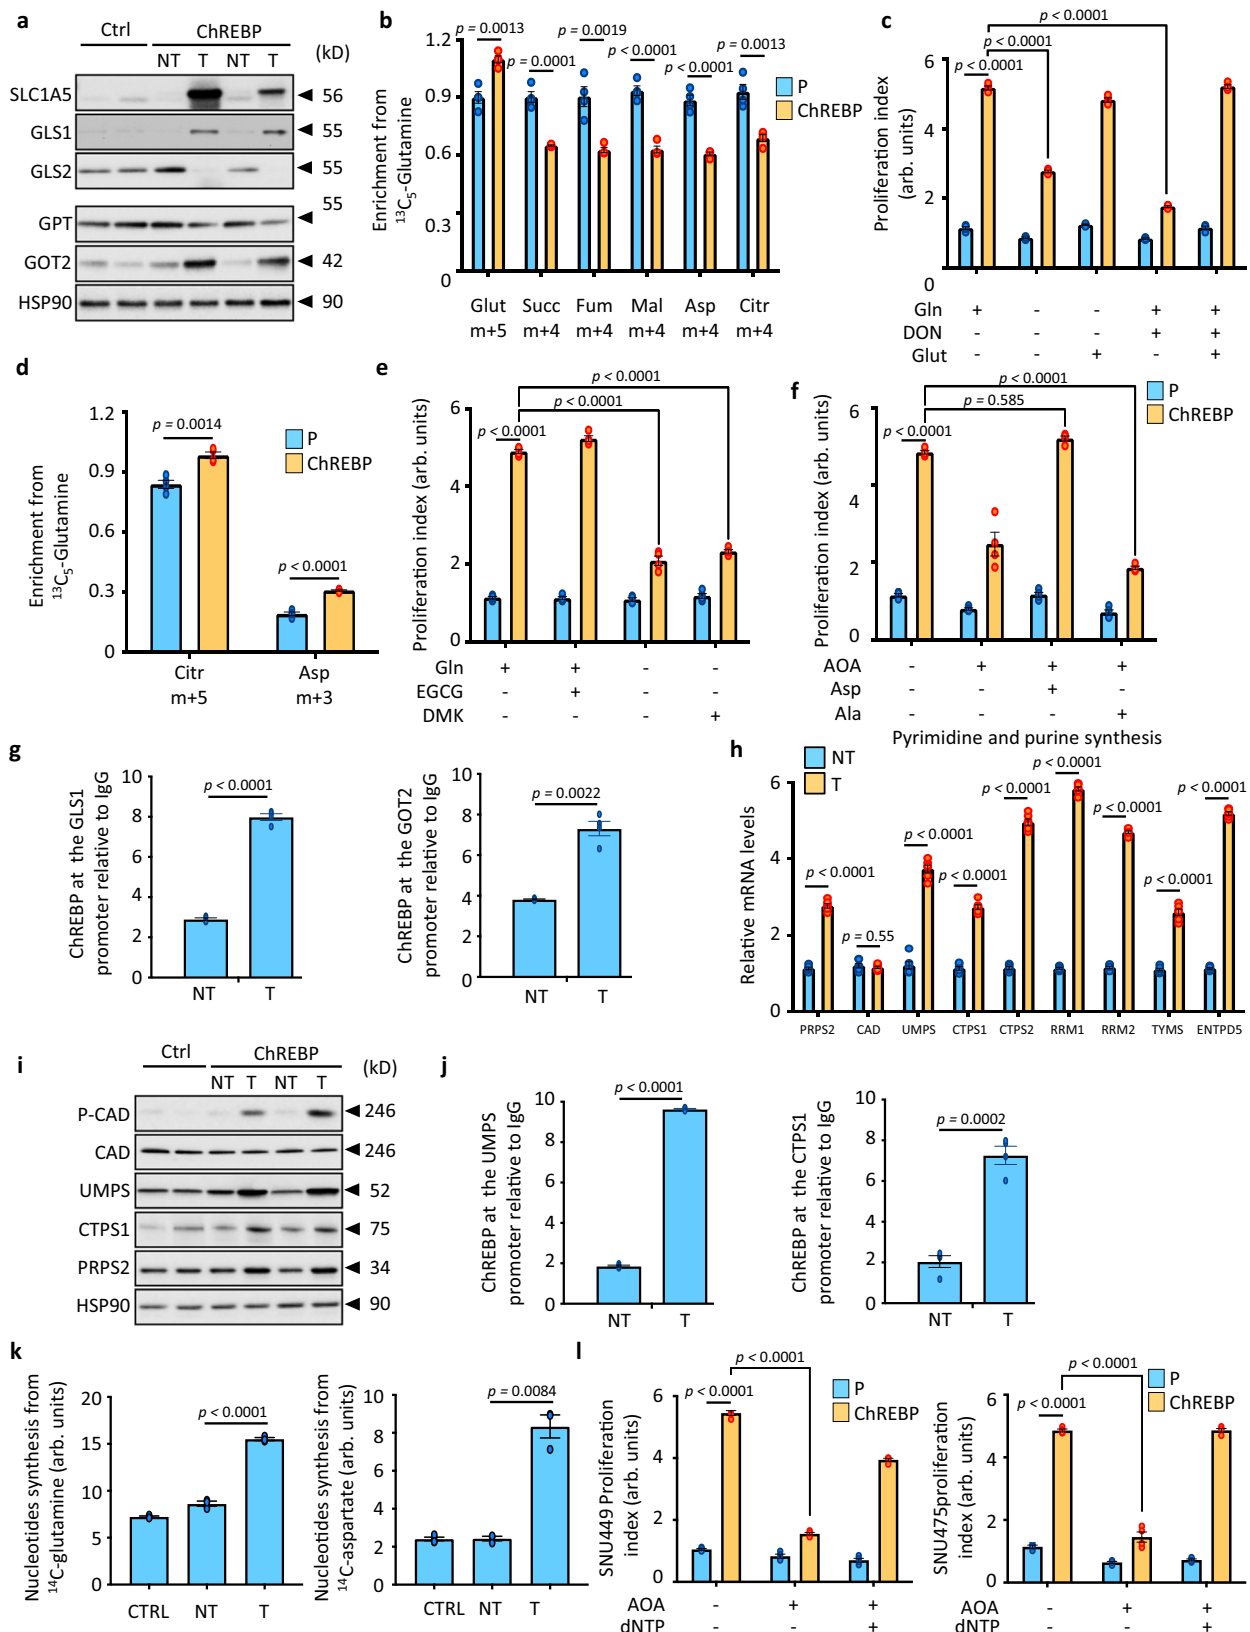 a
Ctrl ChREBP
NT T NT T (kD)
SLC1A5 56
GLS1 55
GLS2 55
55
GPT
GOT2 42
HSP90 90
b
Enrichment from
¹³C₅-Glutamine
1.2
0.9
0.6
0.3
0
p = 0.0013
p = 0.0001
p = 0.0019
p < 0.0001
p < 0.0001
p = 0.0013
P
ChREBP
Glut Succ Fum Mal Asp Citr
m+5 m+4 m+4 m+4 m+4 m+4
c
Proliferation index
(arb. units)
6
4
2
0
p < 0.0001
p < 0.0001
p < 0.0001
Gln + - - + +
DON - - - + +
Glut - - + - +
d
Enrichment from
¹³C₅-Glutamine
1.2
0.9
0.6
0.3
0
p = 0.0014
p < 0.0001
P
ChREBP
Citr Asp
m+5 m+3
e
Proliferation index (arb. units)
6
4
2
0
p < 0.0001
p < 0.0001
p < 0.0001
Gln + + - -
EGCG - + - -
DMK - - - +
f
P
ChREBP
Proliferation index (arb. units)
6
4
2
0
p < 0.0001
p = 0.585
p < 0.0001
AOA - + + +
Asp - - + -
Ala - - - +
g
ChREBP at the GLS1
promoter relative to IgG
10
8
6
4
2
0
p < 0.0001
NT T
ChREBP at the GOT2
promoter relative to IgG
10
8
6
4
2
0
p = 0.0022
NT T
h
Pyrimidine and purine synthesis
NT
T
Relative mRNA levels
6
4
2
0
p < 0.0001
p = 0.55
p < 0.0001
p < 0.0001
p < 0.0001
p < 0.0001
p < 0.0001
p < 0.0001
p < 0.0001
PRPS2 CAD UMPS CTPS1 CTPS2 RRM1 RRM2 TYMS ENTPD5
i
Ctrl ChREBP
NT T NT T (kD)
P-CAD 246
CAD 246
UMPS 52
CTPS1 75
PRPS2 34
HSP90 90
j
ChREBP at the UMPS
promoter relative to IgG
10
8
6
4
2
0
p < 0.0001
NT T
ChREBP at the CTPS1
promoter relative to IgG
10
8
6
4
2
0
p = 0.0002
NT T
k
Nucleotides synthesis from
¹⁴C-glutamine (arb. units)
20
15
10
5
0
p < 0.0001
CTRL NT T
Nucleotides synthesis from
¹⁴C-aspartate (arb. units)
10
8
6
4
2
0
p = 0.0084
CTRL NT T
l
SNU449 Proliferation
index (arb. units)
6
4
2
0
p < 0.0001
p < 0.0001
P
ChREBP
AOA - + +
dNTP - - +
SNU475proliferation
index (arb. units)
6
4
2
0
p < 0.0001
p < 0.0001
P
ChREBP
AOA - + +
dNTP - - +